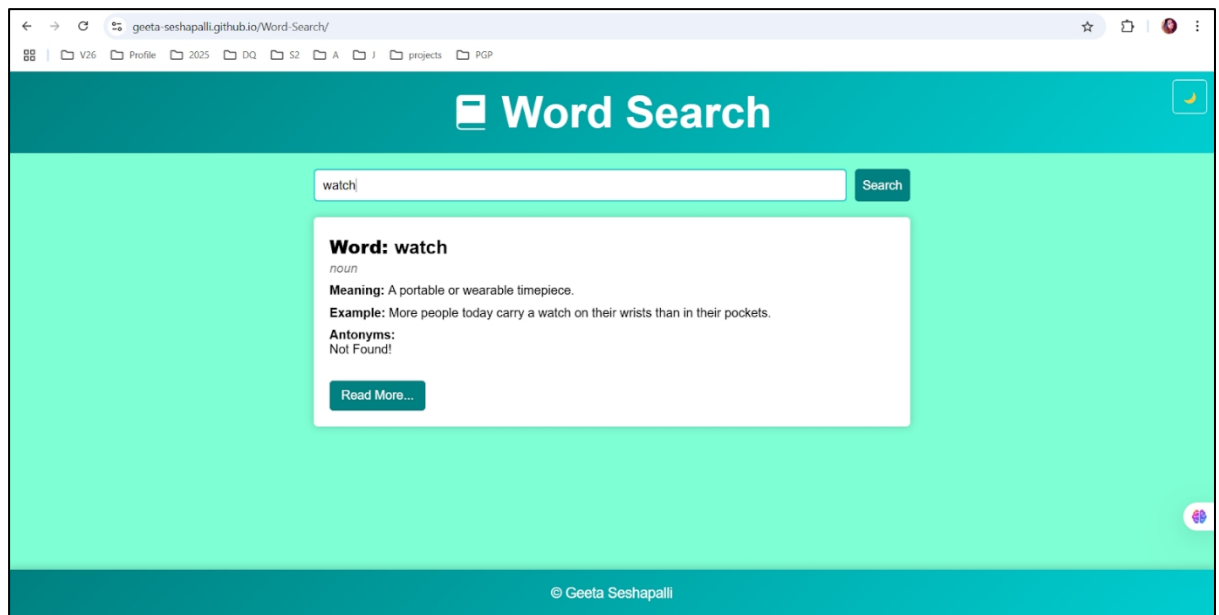 geeta-seshapalli.github.io/Word-Search/
V26 Profile 2025 DQ S2 A J projects PGP
Word Search
watch Search
Word: watch
noun
Meaning: A portable or wearable timepiece.
Example: More people today carry a watch on their wrists than in their pockets.
Antonyms:
Not Found!
Read More...
© Geeta Seshapalli